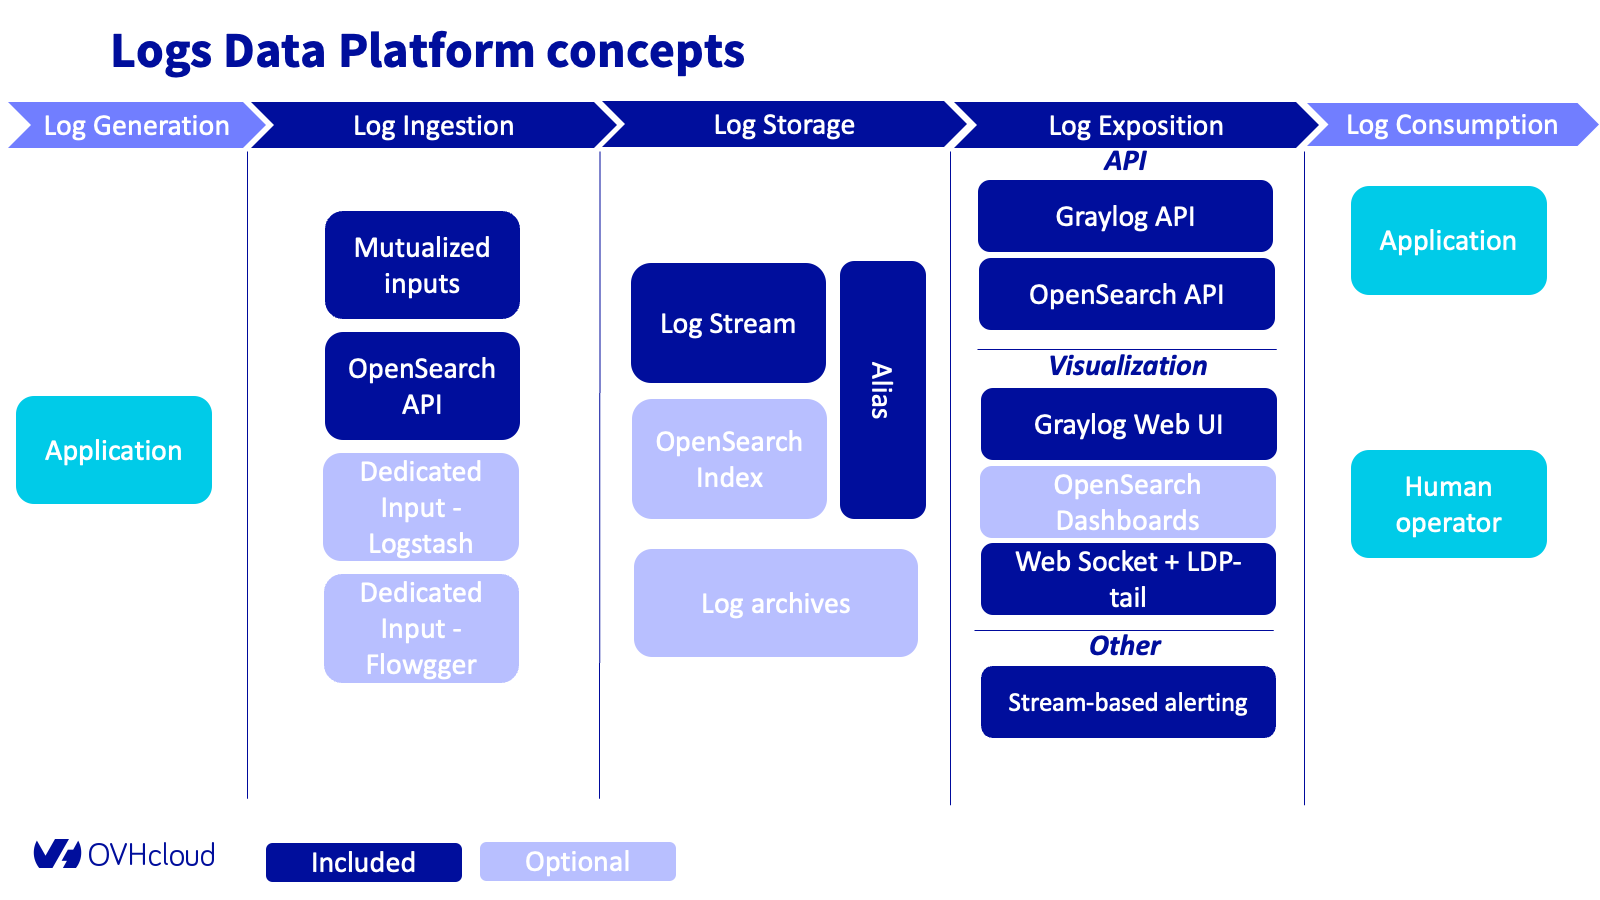 Logs Data Platform concepts
Log Generation
Log Ingestion
Log Storage
Log Exposition
Log Consumption
Application
Mutualized
inputs
OpenSearch
API
Dedicated
Input -
Logstash
Dedicated
Input -
Flowgger
Log Stream
OpenSearch
Index
Alias
Log archives
API
Graylog API
OpenSearch API
Visualization
Graylog Web UI
OpenSearch
Dashboards
Web Socket + LDP-
tail
Other
Stream-based alerting
Application
Human
operator
OVHcloud
Included
Optional